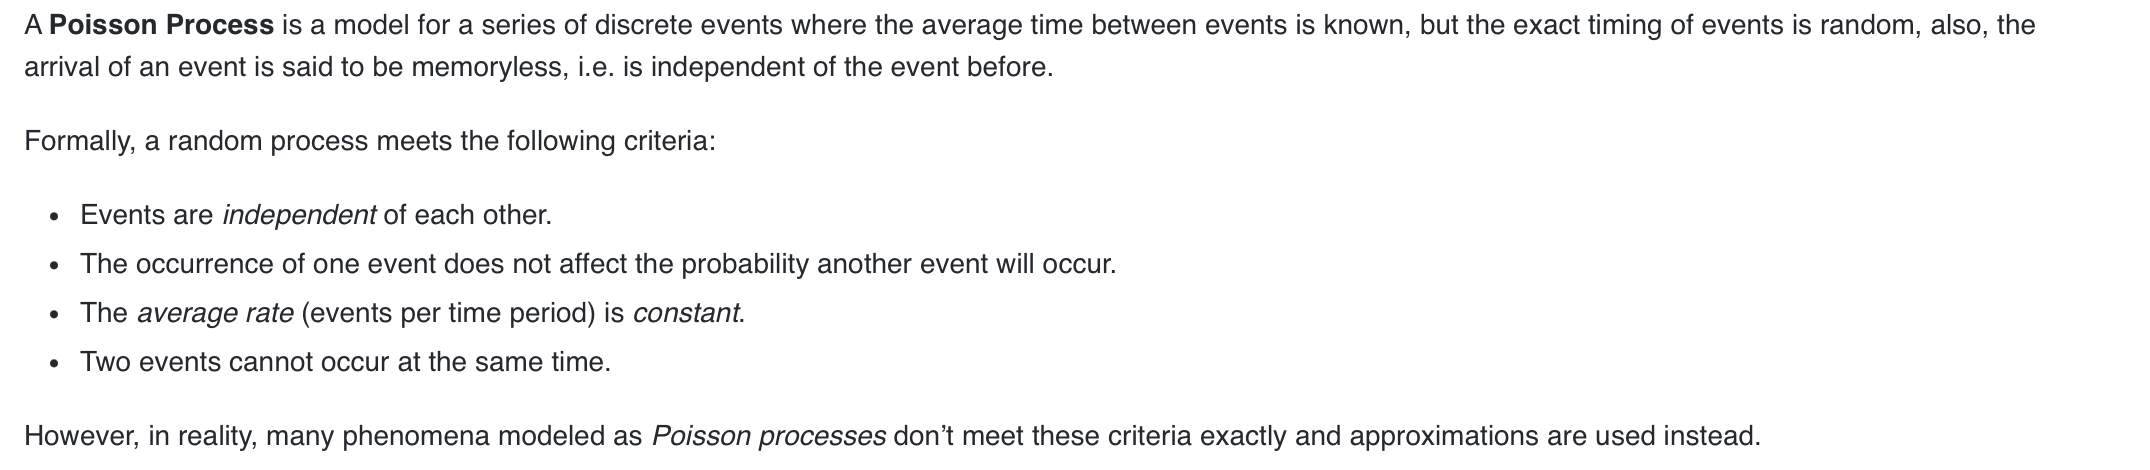 A Poisson Process is a model for a series of discrete events where the average time between events is known, but the exact timing of events is random, also, the
arrival of an event is said to be memoryless, i.e. is independent of the event before.
Formally, a random process meets the following criteria:
• Events are independent of each other.
• The occurrence of one event does not affect the probability another event will occur.
• The average rate (events per time period) is constant.
• Two events cannot occur at the same time.
However, in reality, many phenomena modeled as Poisson processes don’t meet these criteria exactly and approximations are used instead.